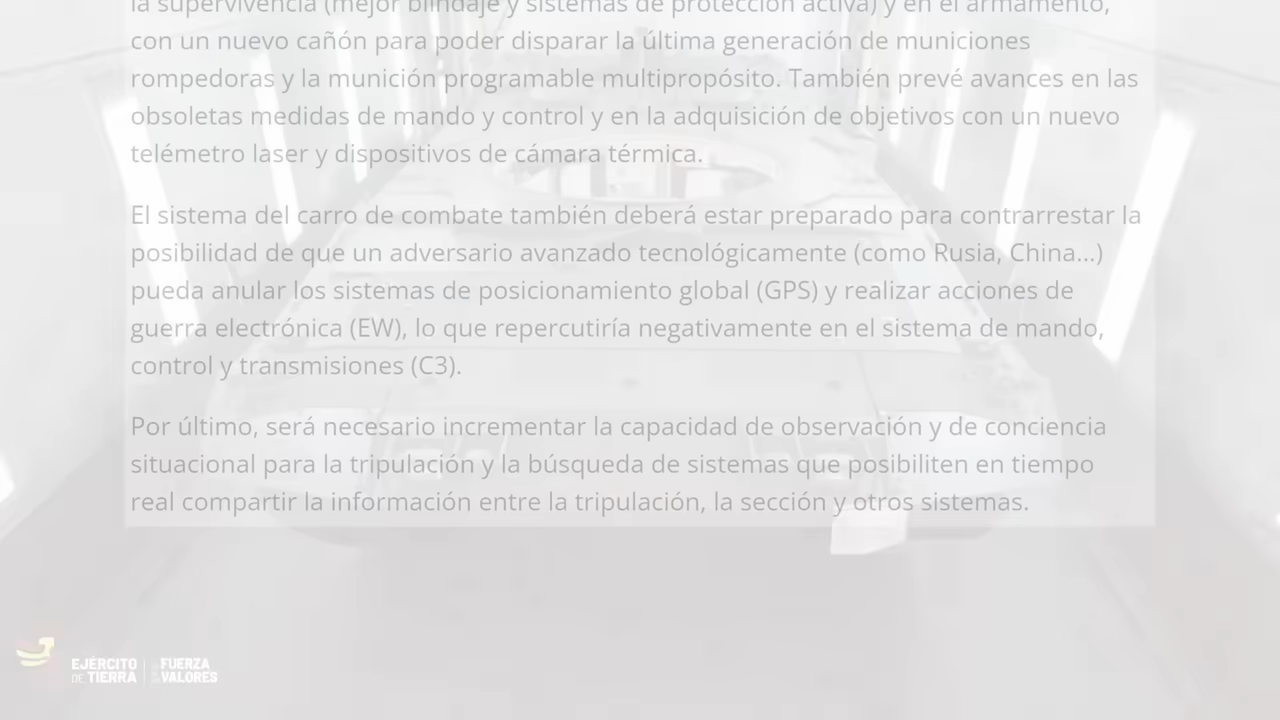 la supervivencia (mejor blindaje y sistemas de protección activa) y en el armamento,
con un nuevo cañón para poder disparar la última generación de municiones
rompedoras y la munición programable multipropósito. También prevé avances en las
obsoletas medidas de mando y control y en la adquisición de objetivos con un nuevo
telémetro laser y dispositivos de cámara térmica.
El sistema del carro de combate también deberá estar preparado para contrarrestar la
posibilidad de que un adversario avanzado tecnológicamente (como Rusia, China...)
pueda anular los sistemas de posicionamiento global (GPS) y realizar acciones de
guerra electrónica (EW), lo que repercutiría negativamente en el sistema de mando,
control y transmisiones (C3).
Por último, será necesario incrementar la capacidad de observación y de conciencia
situacional para la tripulación y la búsqueda de sistemas que posibiliten en tiempo
real compartir la información entre la tripulación, la sección y otros sistemas.
EJÉRCITO
DE TIERRA
FUERZA
VALORES